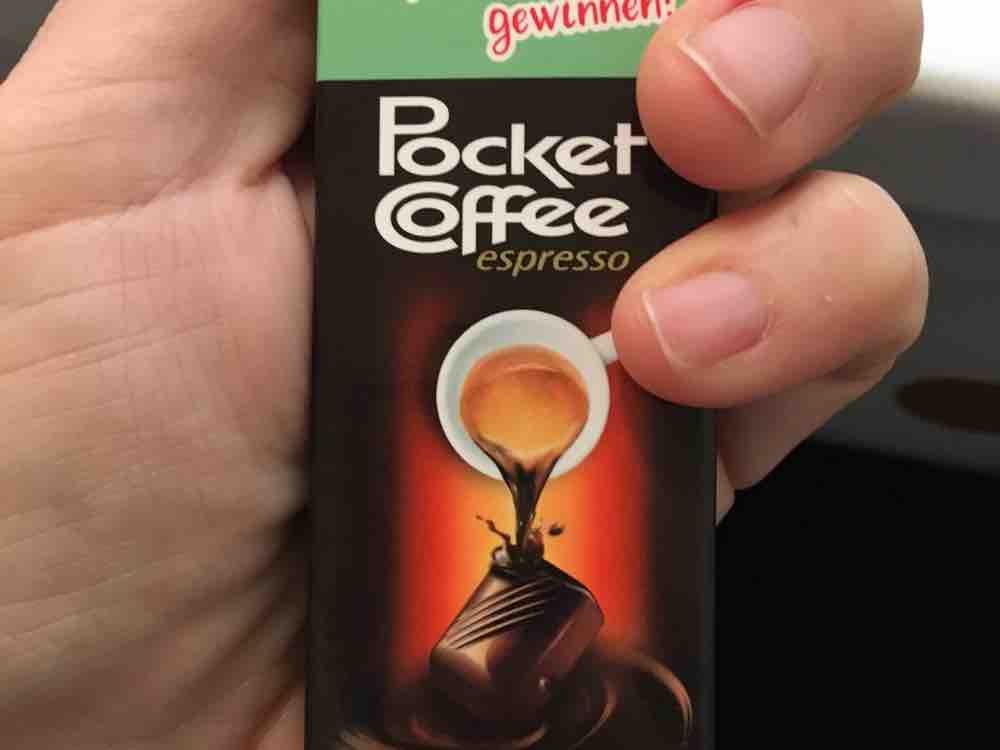 gewinnen!
Pocket
Coffee
espresso